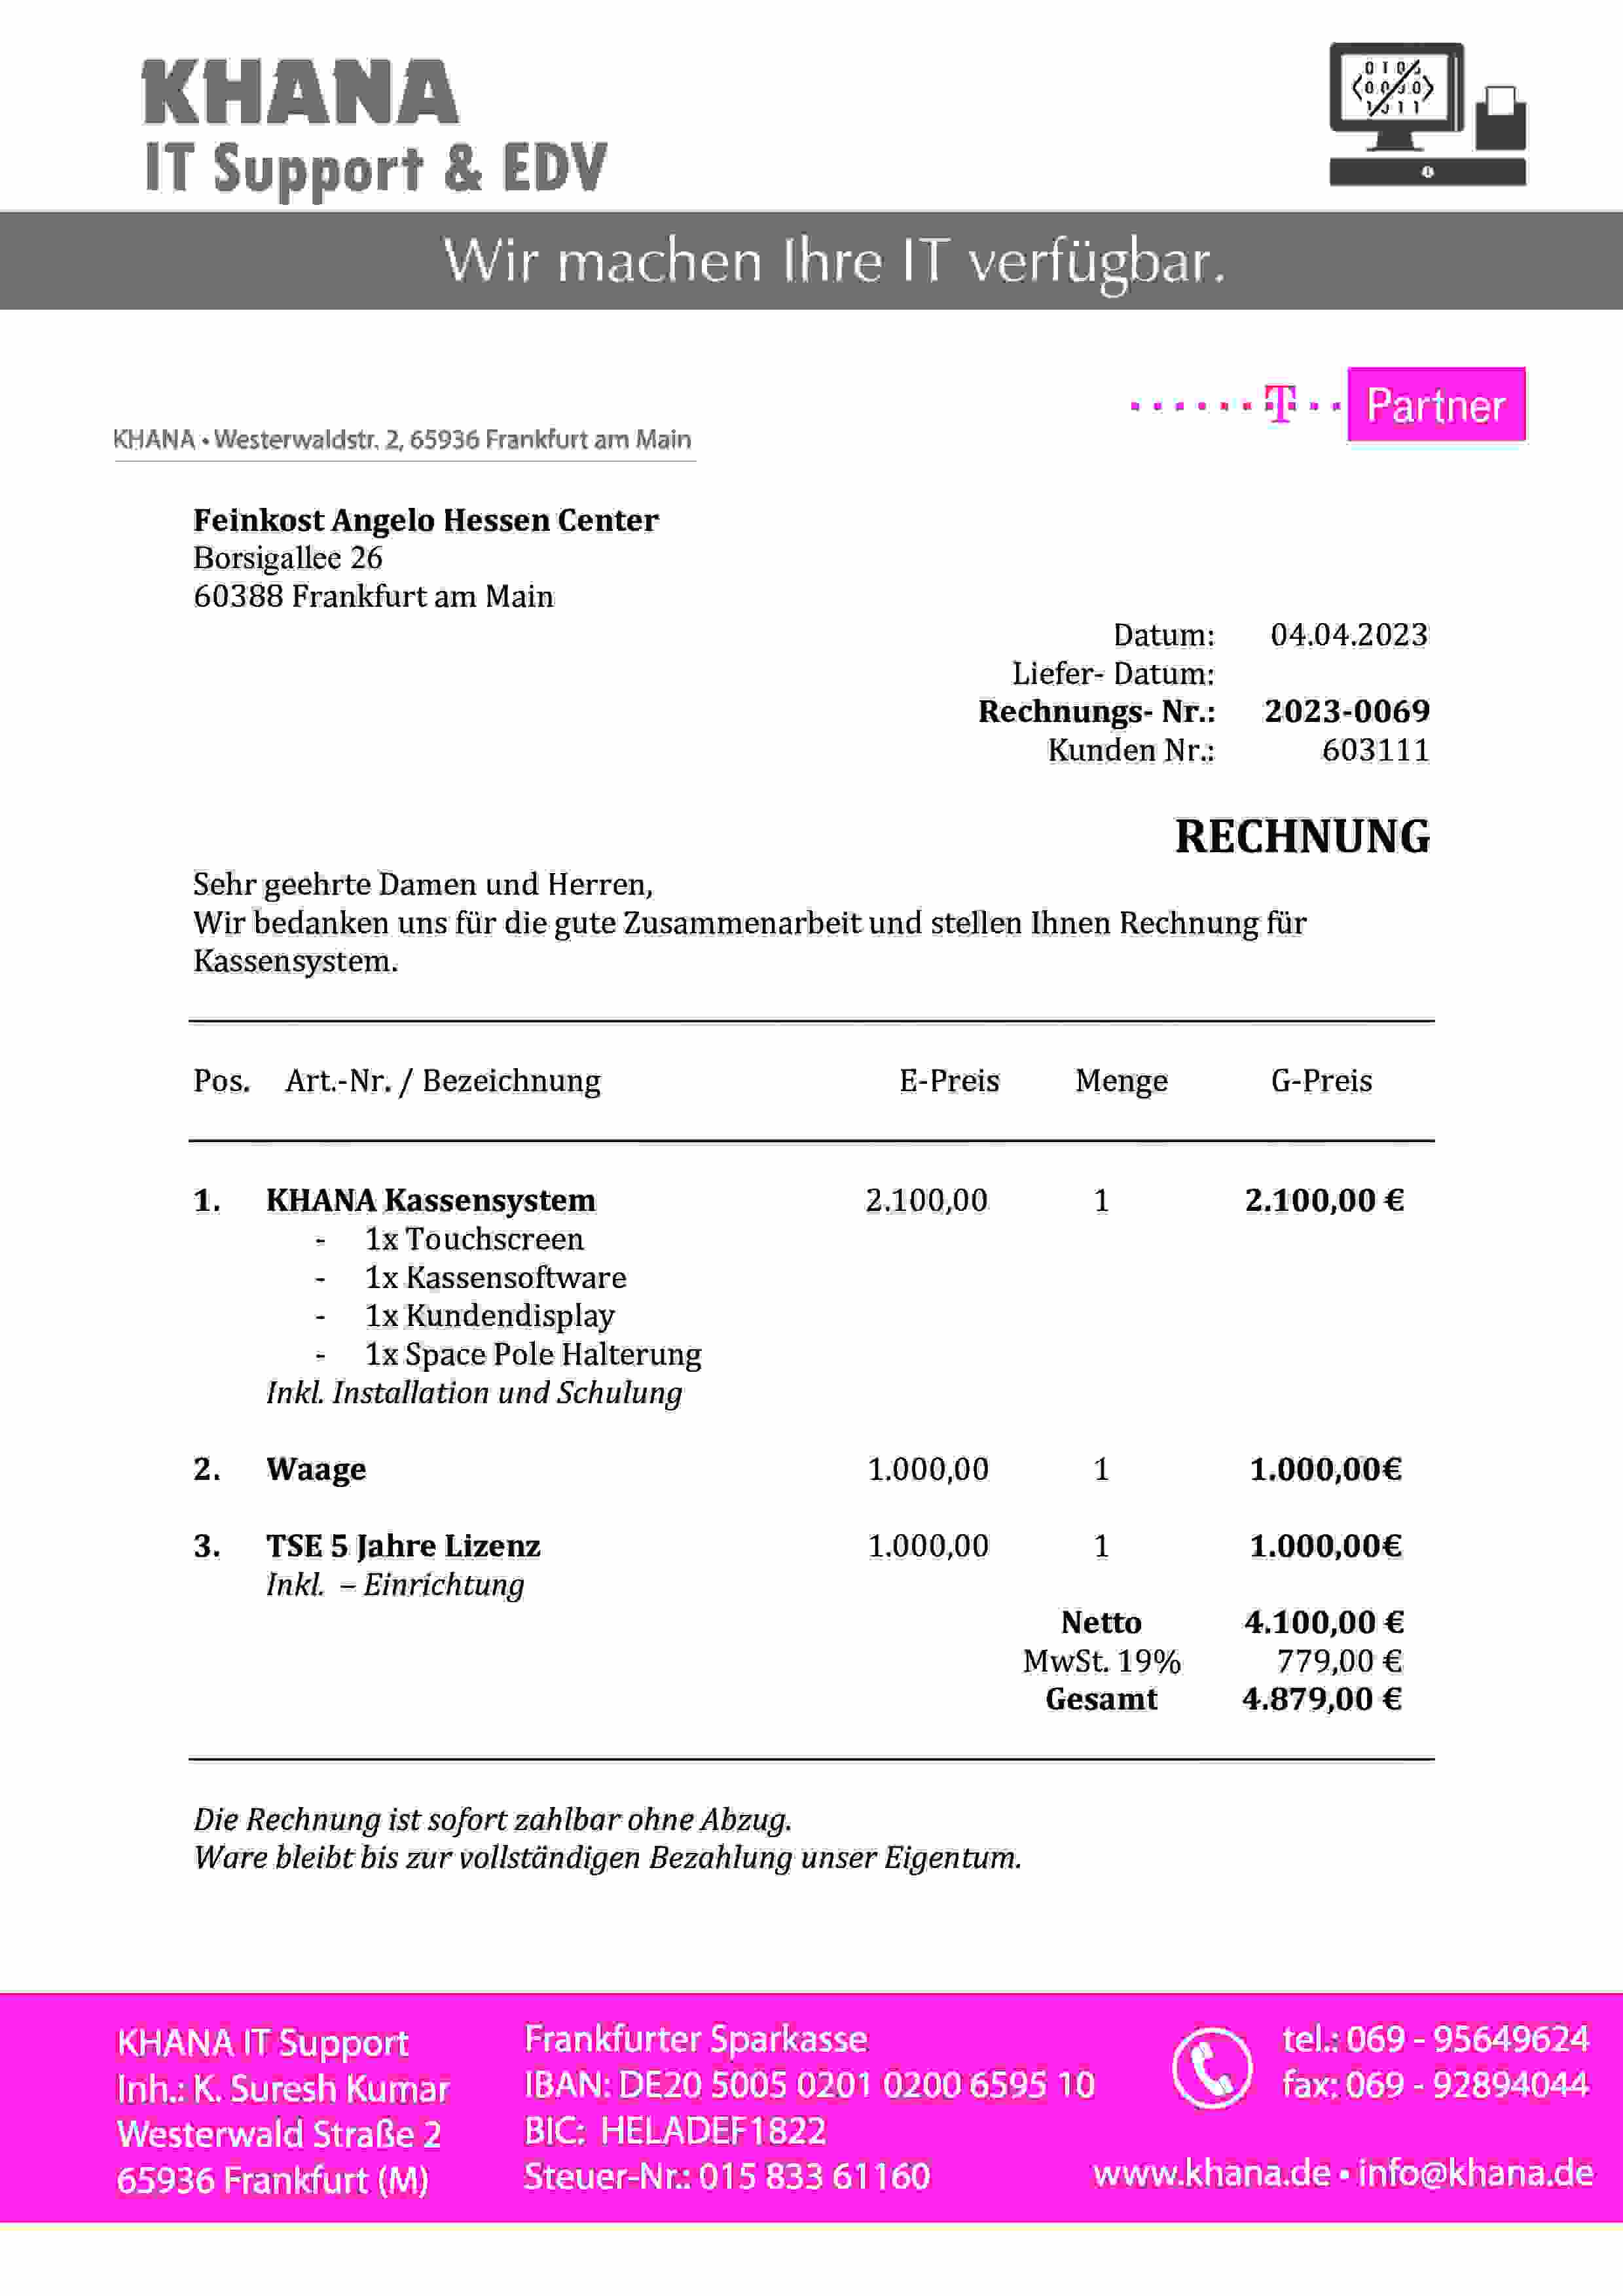 KHANA
IT Support & EDV
Wir machen Ihre IT verfügbar.
T Partner
KHANA • Westerwaldstr. 2, 65936 Frankfurt am Main
Feinkost Angelo Hessen Center
Borsigallee 26
60388 Frankfurt am Main
Datum: 04.04.2023
Liefer- Datum:
Rechnungs- Nr.: 2023-0069
Kunden Nr.: 603111
RECHNUNG
Sehr geehrte Damen und Herren,
Wir bedanken uns für die gute Zusammenarbeit und stellen Ihnen Rechnung für
Kassensystem.
Pos. Art.-Nr. / Bezeichnung E-Preis Menge G-Preis
1. KHANA Kassensystem 2.100,00 1 2.100,00 €
- 1x Touchscreen
- 1x Kassensoftware
- 1x Kundendisplay
- 1x Space Pole Halterung
Inkl. Installation und Schulung
2. Waage 1.000,00 1 1.000,00€
3. TSE 5 Jahre Lizenz 1.000,00 1 1.000,00€
Inkl. – Einrichtung
Netto 4.100,00 €
MwSt. 19% 779,00 €
Gesamt 4.879,00 €
Die Rechnung ist sofort zahlbar ohne Abzug.
Ware bleibt bis zur vollständigen Bezahlung unser Eigentum.
KHANA IT Support
Inh.: K. Suresh Kumar
Westerwald Straße 2
65936 Frankfurt (M)
Frankfurter Sparkasse
IBAN: DE20 5005 0201 0200 6595 10
BIC: HELADEF1822
Steuer-Nr.: 015 833 61160
tel.: 069 - 95649624
fax: 069 - 92894044
www.khana.de • info@khana.de